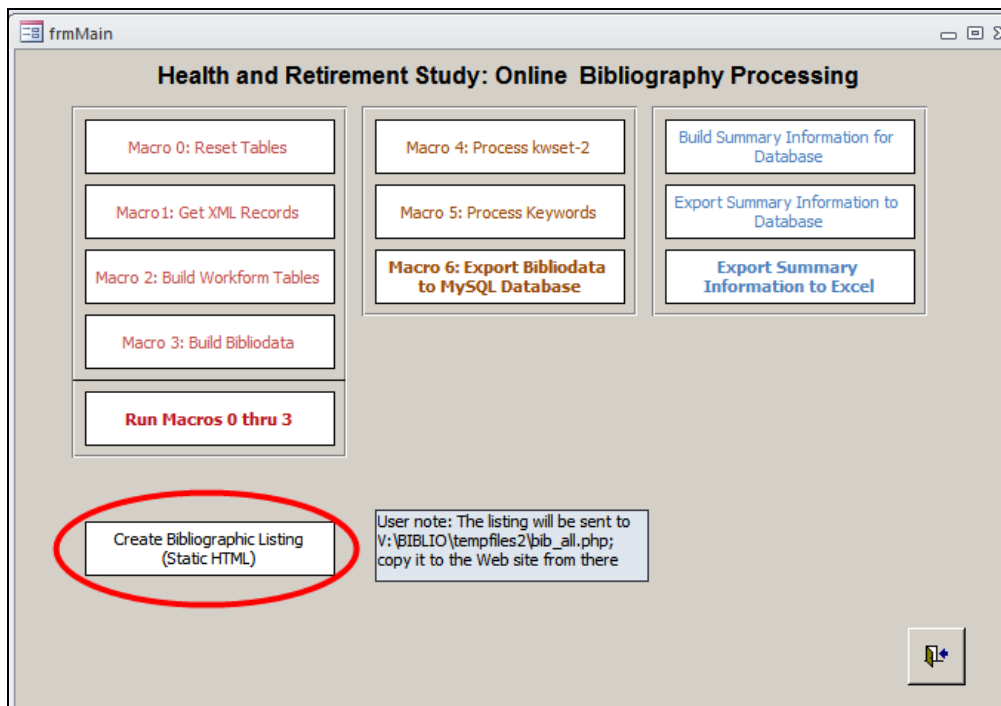 frmMain
Health and Retirement Study: Online Bibliography Processing
Macro 0: Reset Tables
Macro1: Get XML Records
Macro 2: Build Workform Tables
Macro 3: Build Bibliodata
Run Macros 0 thru 3
Macro 4: Process kwset-2
Macro 5: Process Keywords
Macro 6: Export Bibliodata
to MySQL Database
Build Summary Information for
Database
Export Summary Information to
Database
Export Summary
Information to Excel
Create Bibliographic Listing
(Static HTML)
User note: The listing will be sent to
V:\BIBLIO\tempfiles2\bib_all.php;
copy it to the Web site from there